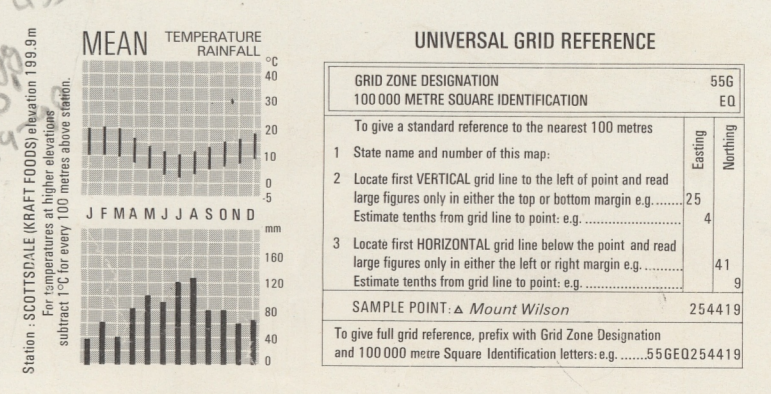 Station : SCOTTSDALE (KRAFT FOODS) elevation 199.9m
For temperatures at higher elevations
subtract 1°C for every 100 metres above station.
MEAN TEMPERATURE
RAINFALL
°C
40
30
20
10
0
-5
J F M A M J J A S O N D
mm
160
120
80
40
0
UNIVERSAL GRID REFERENCE
GRID ZONE DESIGNATION 55G
100 000 METRE SQUARE IDENTIFICATION EQ
To give a standard reference to the nearest 100 metres
Easting
Northing
1 State name and number of this map:
2 Locate first VERTICAL grid line to the left of point and read
large figures only in either the top or bottom margin e.g. ........ 25
Estimate tenths from grid line to point: e.g. ........................ 4
3 Locate first HORIZONTAL grid line below the point and read
large figures only in either the left or right margin e.g. .......... 41
Estimate tenths from grid line to point: e.g. ........................ 9
SAMPLE POINT: △ Mount Wilson 254419
To give full grid reference, prefix with Grid Zone Designation
and 100 000 metre Square Identification letters: e.g. .......55GEQ254419